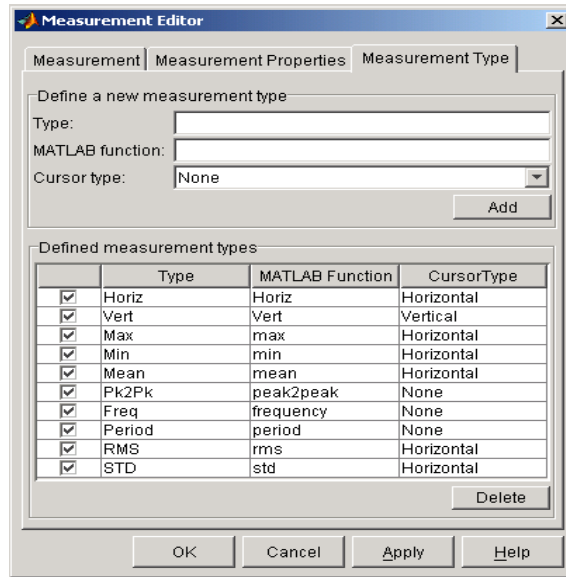 Measurement Editor
Measurement Measurement Properties Measurement Type
Define a new measurement type
Type:
MATLAB function:
Cursor type: None
Add
Defined measurement types
Type MATLAB Function CursorType
Horiz Horiz Horizontal
Vert Vert Vertical
Max max Horizontal
Min min Horizontal
Mean mean Horizontal
Pk2Pk peak2peak None
Freq frequency None
Period period None
RMS rms Horizontal
STD std Horizontal
Delete
OK Cancel Apply Help